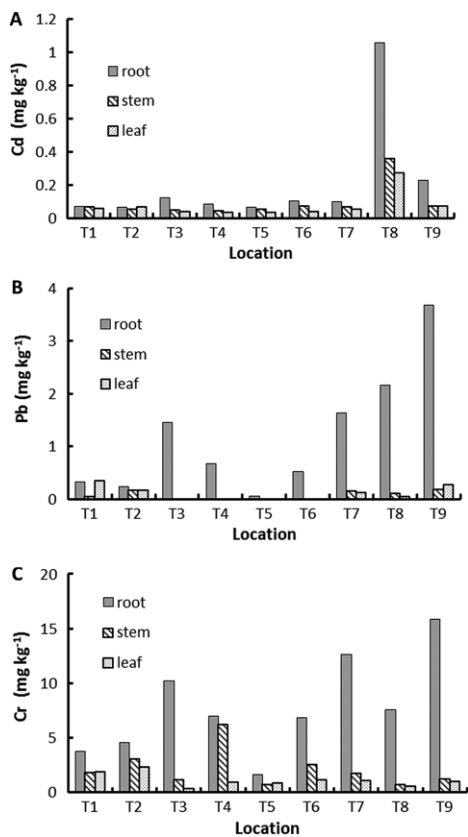 A
Cd (mg kg⁻¹)
1.2
1
0.8
0.6
0.4
0.2
0
root
stem
leaf
T1 T2 T3 T4 T5 T6 T7 T8 T9
Location
B
Pb (mg kg⁻¹)
4
3
2
1
0
root
stem
leaf
T1 T2 T3 T4 T5 T6 T7 T8 T9
Location
C
Cr (mg kg⁻¹)
20
15
10
5
0
root
stem
leaf
T1 T2 T3 T4 T5 T6 T7 T8 T9
Location